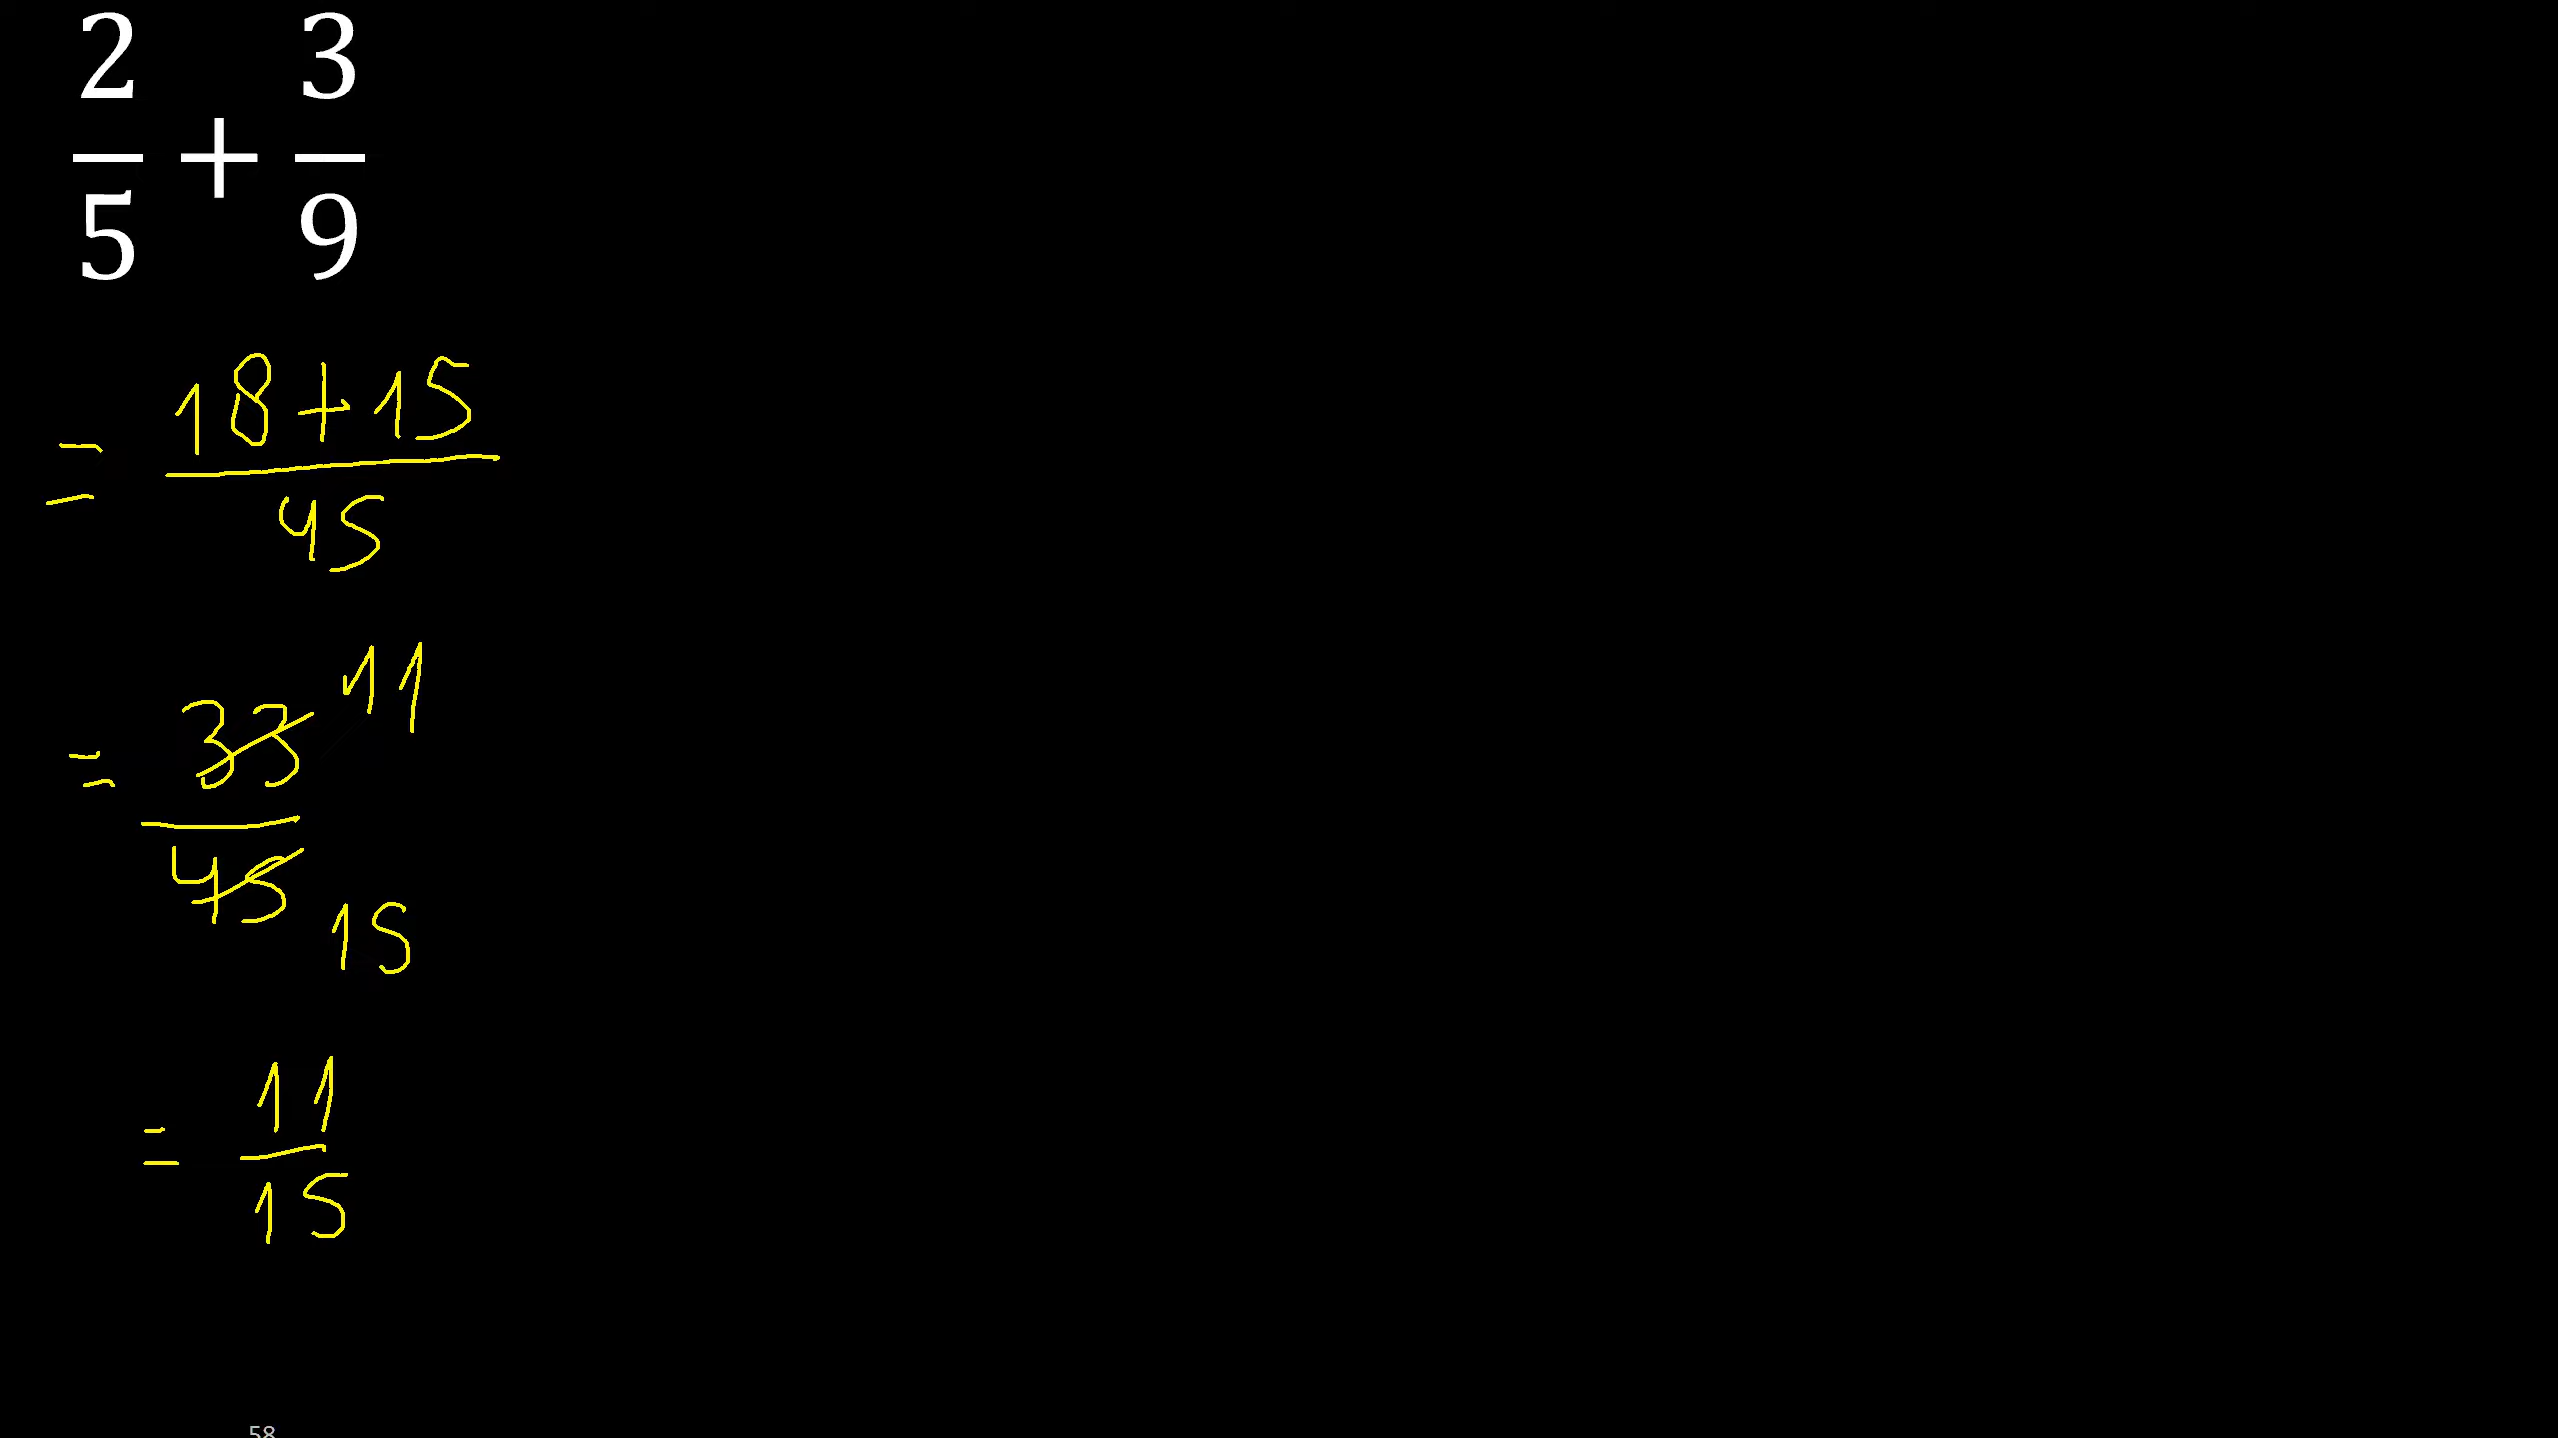 2/5 + 3/9
= 18+15/45
= 33/45 11 15
= 11/15
58